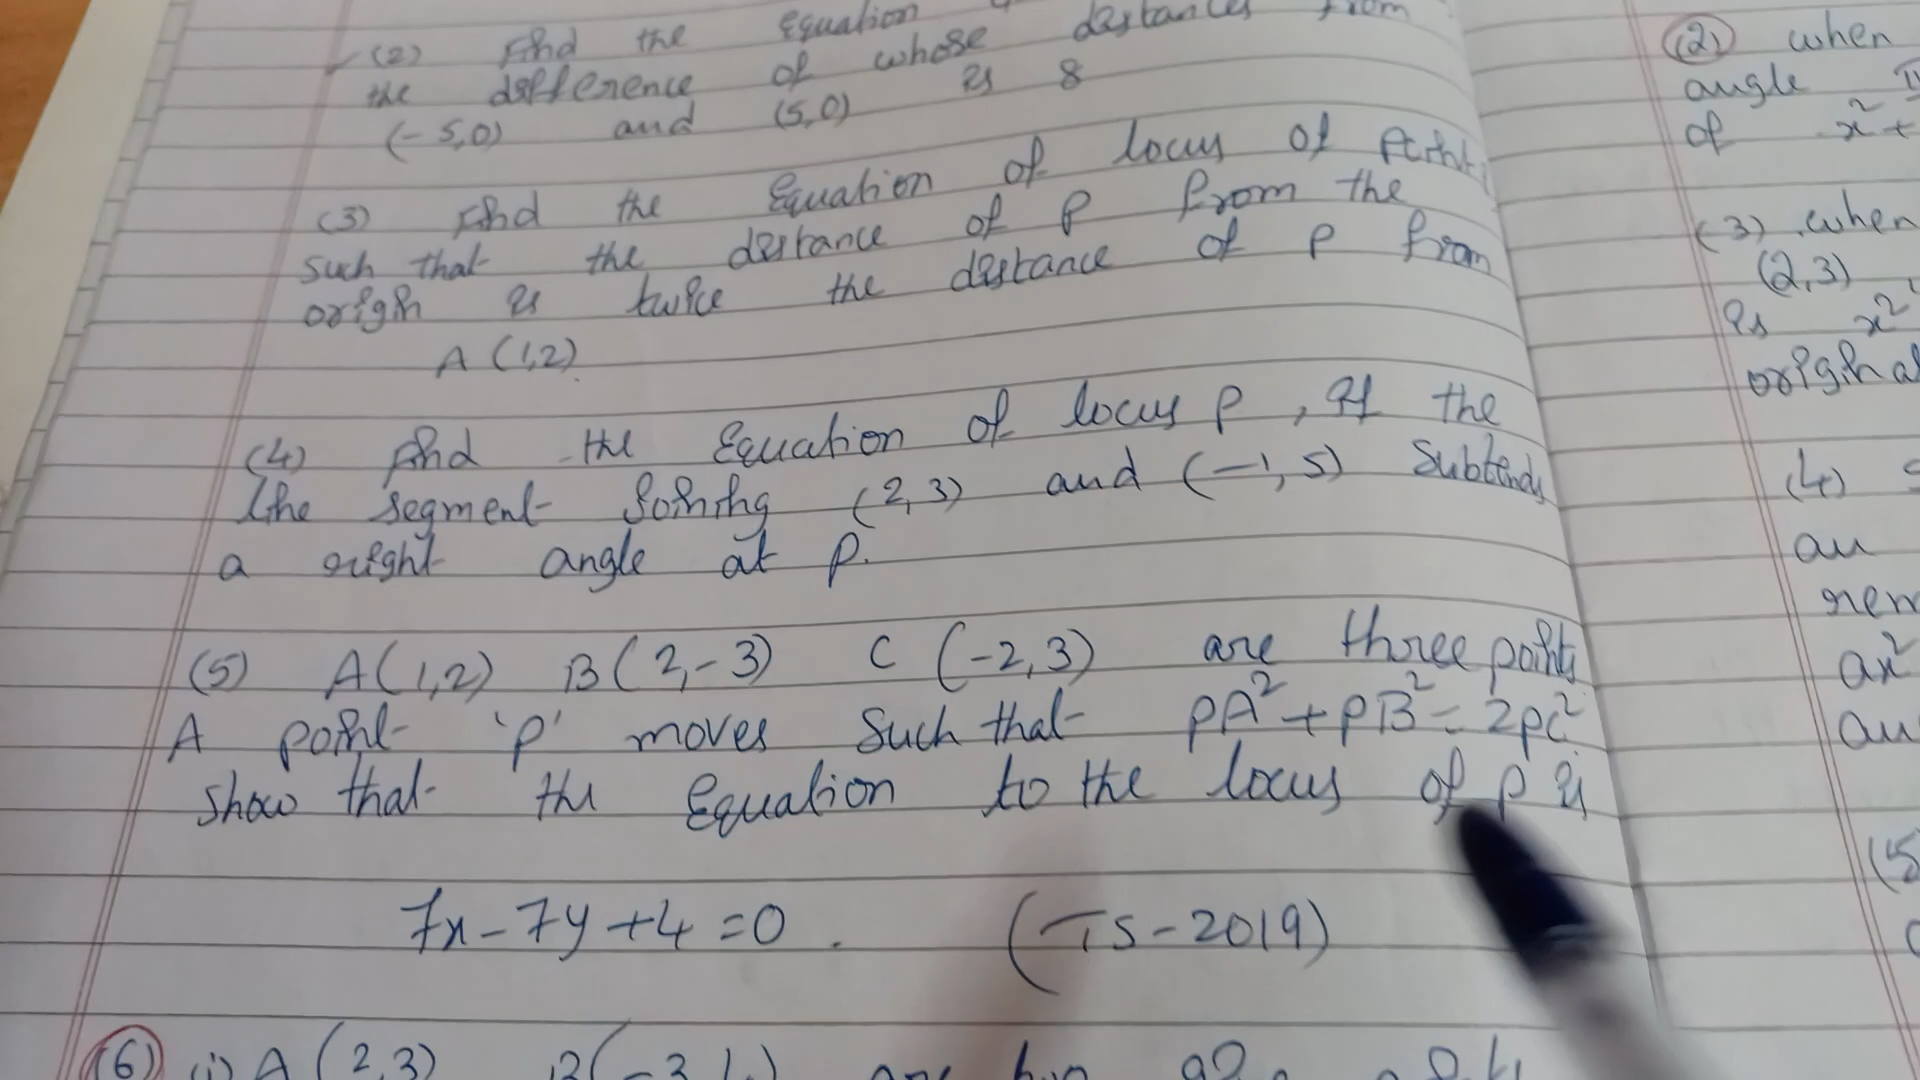 (2) Find the Equation
the difference of whose distances from
(-5,0) and (5,0) is 8
(3) Find the Equation of locus of Point
such that the distance of P from the
origin is twice the distance of P from
A (1,2)
(4) Find the Equation of locus P, if the
line segment joining (2,3) and (-1,5) Subtends
a right angle at P.
(5) A(1,2) B(2,-3) C (-2,3) are three points
A point 'p' moves Such that PA²+PB²=2PC²
show that the Equation to the locus of P is
7x-7y+4=0. (TS-2019)
(6) (i) A (2,3)
(2) when
angle
of x²+
(3) when
(2,3)
is x²
original
(4)
an
ax²
(5